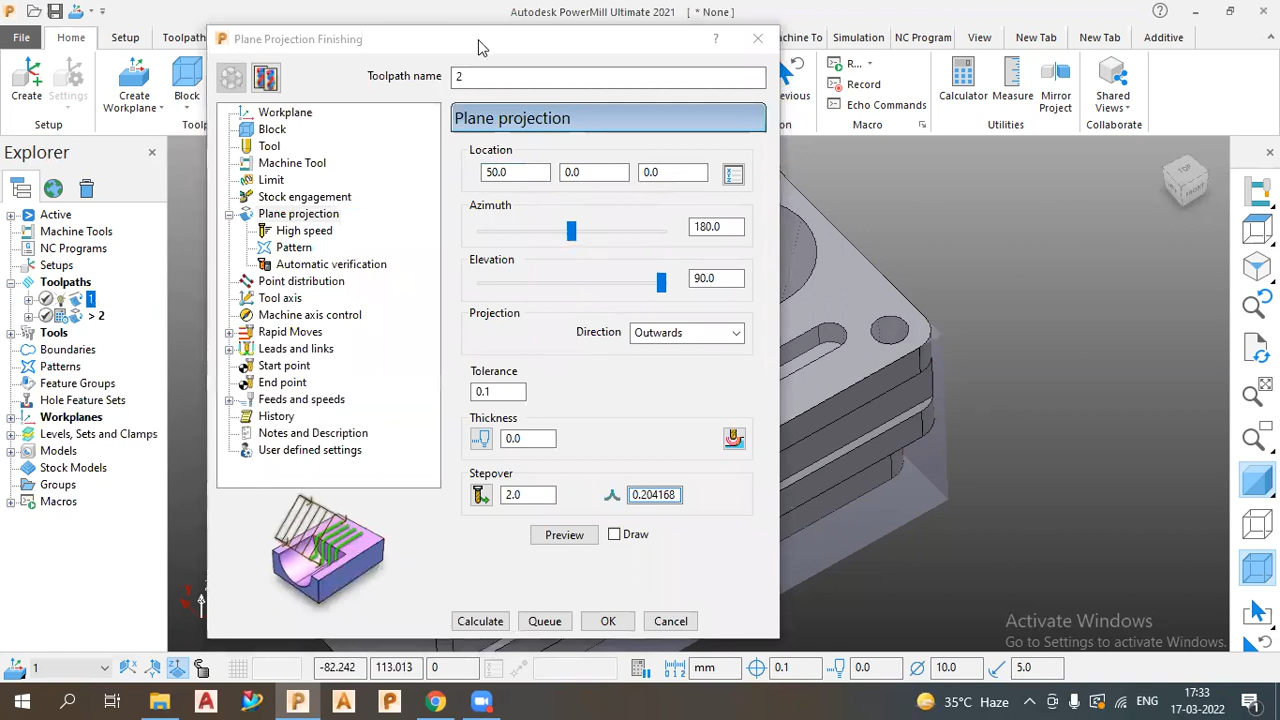 Autodesk PowerMill Ultimate 2021 [ * None ]
File Home Setup Toolpath Machine To Simulation NC Program View New Tab New Tab Additive
Create Settings Create Workplane Block evious R... Record Echo Commands Calculator Measure Mirror Project Shared Views
Setup Macro Utilities Collaborate
Explorer
Active
Machine Tools
NC Programs
Setups
Toolpaths
1
> 2
Tools
Boundaries
Patterns
Feature Groups
Hole Feature Sets
Workplanes
Levels, Sets and Clamps
Models
Stock Models
Groups
Macros
Plane Projection Finishing
Toolpath name 2
Workplane
Block
Tool
Machine Tool
Limit
Stock engagement
Plane projection
High speed
Pattern
Automatic verification
Point distribution
Tool axis
Machine axis control
Rapid Moves
Leads and links
Start point
End point
Feeds and speeds
History
Notes and Description
User defined settings
Plane projection
Location
50.0 0.0 0.0
Azimuth
180.0
Elevation
90.0
Projection
Direction Outwards
Tolerance
0.1
Thickness
0.0
Stepover
2.0 0.204168
Preview Draw
Calculate Queue OK Cancel
TOP FRONT
Activate Windows
Go to Settings to activate Windows.
1 -82.242 113.013 0 mm 0.1 0.0 10.0 5.0
35°C Haze ENG 17:33
17-03-2022